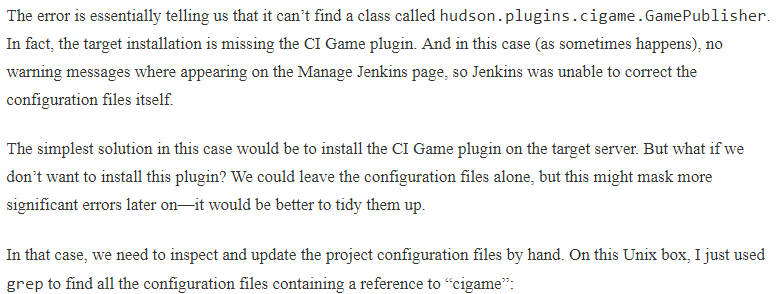 The error is essentially telling us that it can’t find a class called hudson.plugins.cigame.GamePublisher.
In fact, the target installation is missing the CI Game plugin. And in this case (as sometimes happens), no
warning messages where appearing on the Manage Jenkins page, so Jenkins was unable to correct the
configuration files itself.
The simplest solution in this case would be to install the CI Game plugin on the target server. But what if we
don’t want to install this plugin? We could leave the configuration files alone, but this might mask more
significant errors later on—it would be better to tidy them up.
In that case, we need to inspect and update the project configuration files by hand. On this Unix box, I just used
grep to find all the configuration files containing a reference to “cigame”: